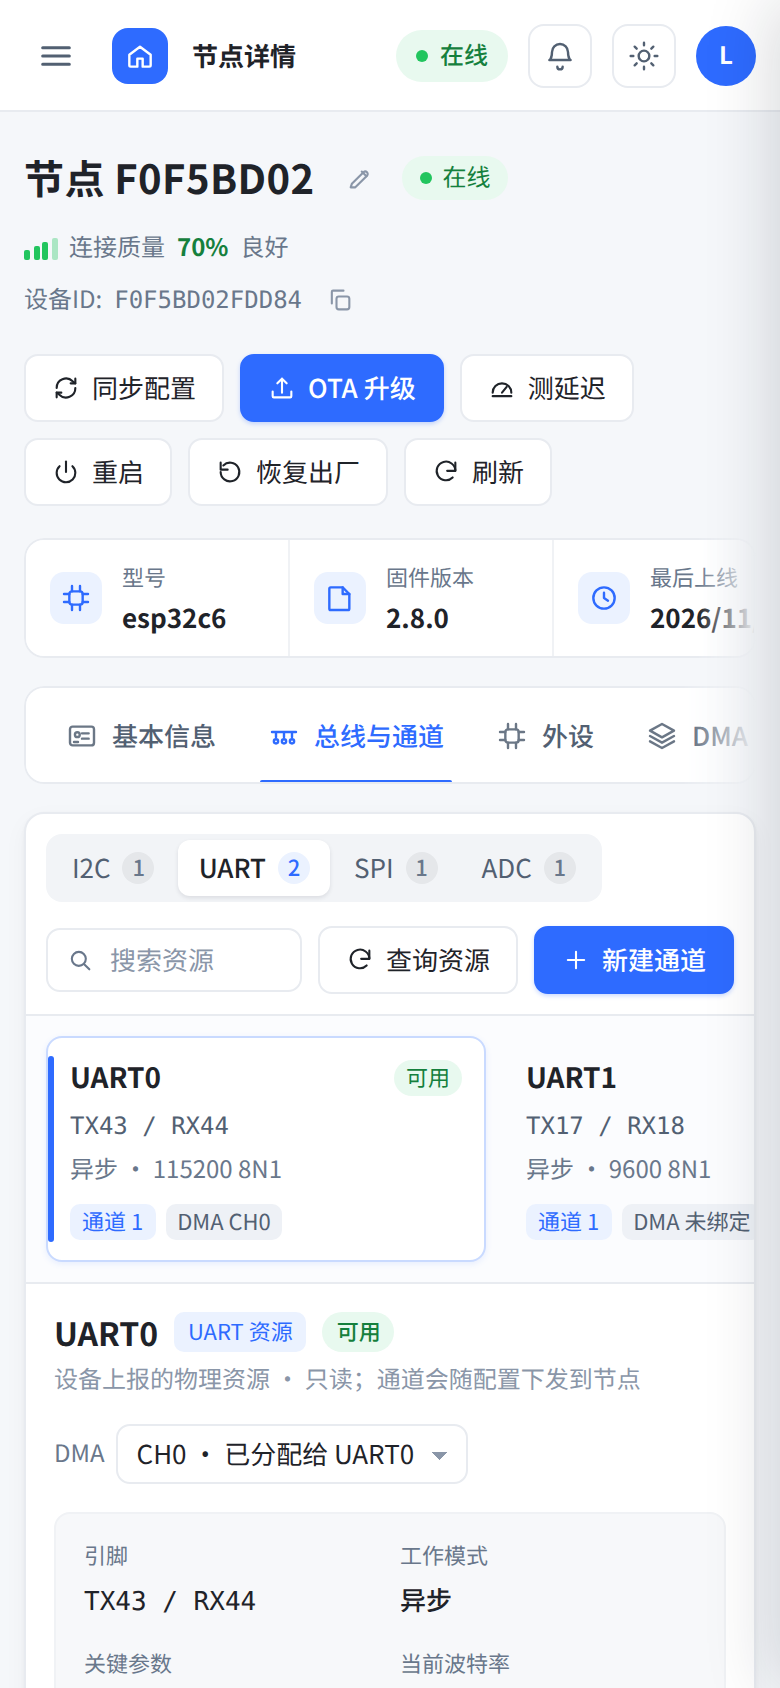 节点详情 在线 L
节点 F0F5BD02 在线
连接质量 70% 良好
设备ID: F0F5BD02FDD84
同步配置 OTA 升级 测延迟
重启 恢复出厂 刷新
型号 固件版本 最后上线
esp32c6 2.8.0 2026/11
基本信息 总线与通道 外设 DMA
I2C 1 UART 2 SPI 1 ADC 1
搜索资源 查询资源 新建通道
UART0 可用 UART1
TX43 / RX44 TX17 / RX18
异步 • 115200 8N1 异步 • 9600 8N1
通道 1 DMA CH0 通道 1 DMA 未绑定
UART0 UART 资源 可用
设备上报的物理资源 • 只读；通道会随配置下发到节点
DMA CH0 • 已分配给 UART0
引脚 工作模式
TX43 / RX44 异步
关键参数 当前波特率